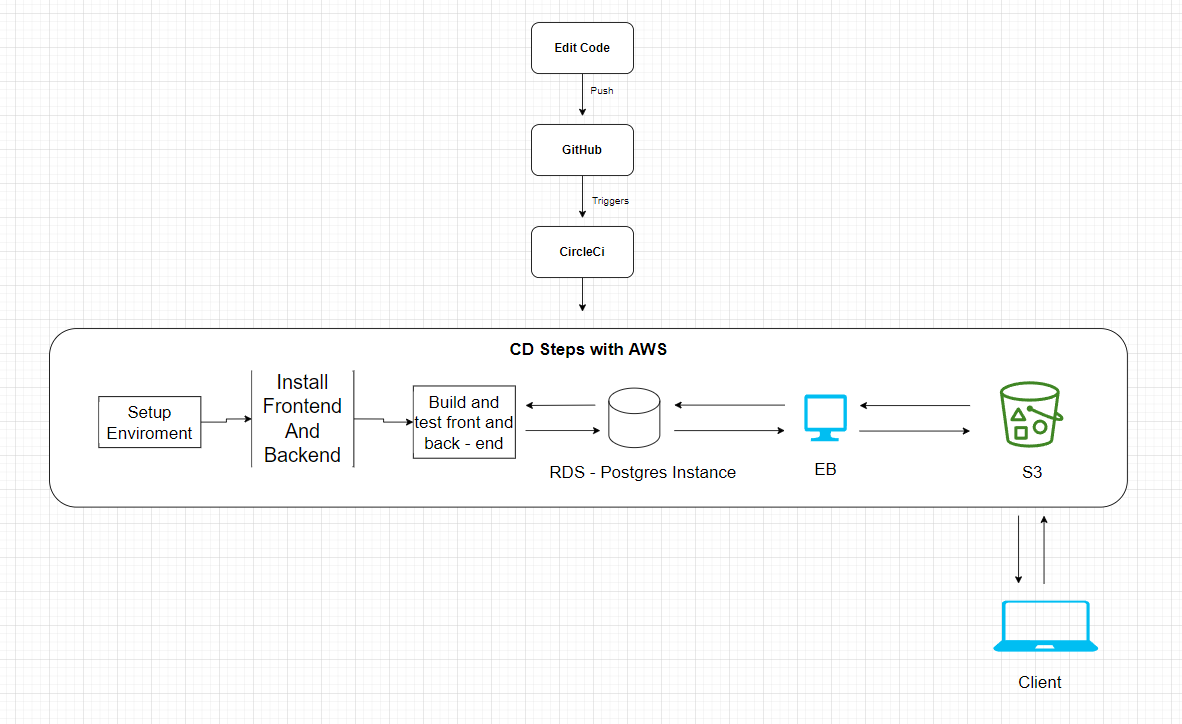 Edit Code
Push
GitHub
Triggers
CircleCi
CD Steps with AWS
Setup
Enviroment
Install
Frontend
And
Backend
Build and
test front and
back - end
RDS - Postgres Instance
EB
S3
Client